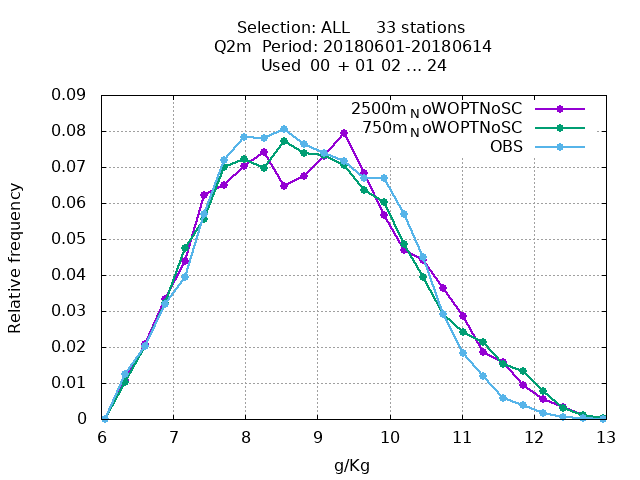 Selection: ALL 33 stations
Q2m Period: 20180601-20180614
Used 00 + 01 02 ... 24
0.09
0.08
0.07
0.06
0.05
0.04
0.03
0.02
0.01
0
Relative frequency
2500m_NoWOPTNoSC
750m_NoWOPTNoSC
OBS
6 7 8 9 10 11 12 13
g/Kg